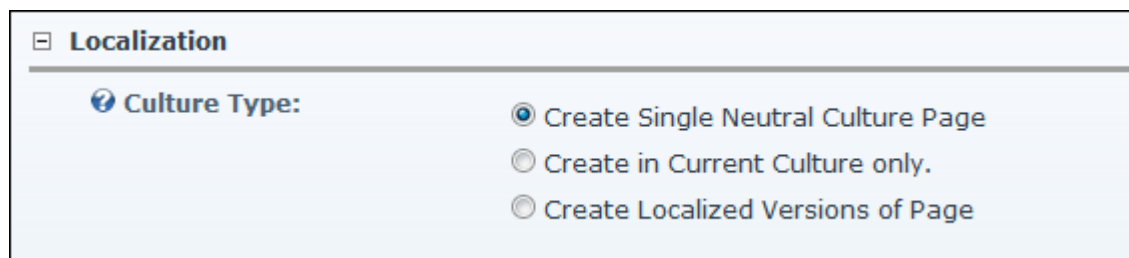 Localization
Culture Type:
Create Single Neutral Culture Page
Create in Current Culture only.
Create Localized Versions of Page